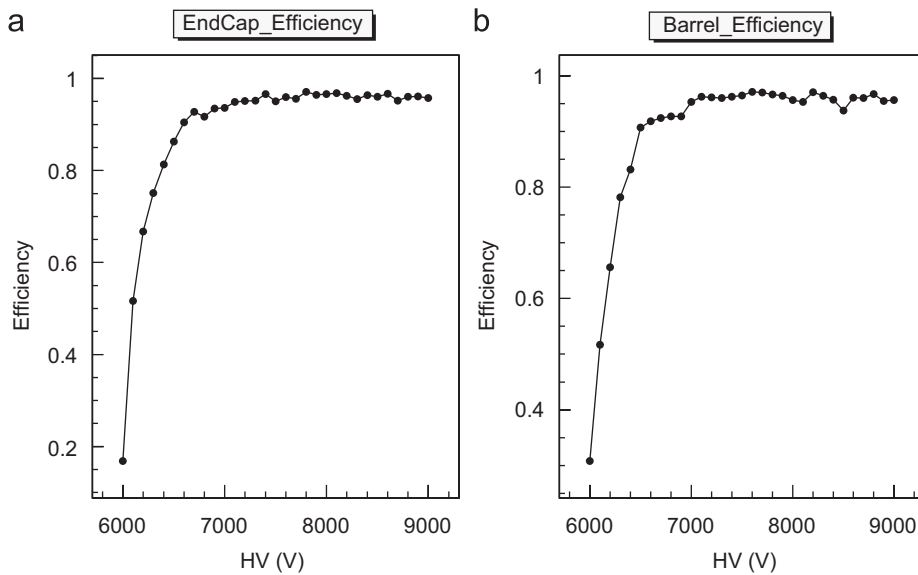 a
EndCap_Efficiency
1
0.8
0.6
0.4
0.2
Efficiency
6000 7000 8000 9000
HV (V)
b
Barrel_Efficiency
1
0.8
0.6
0.4
Efficiency
6000 7000 8000 9000
HV (V)